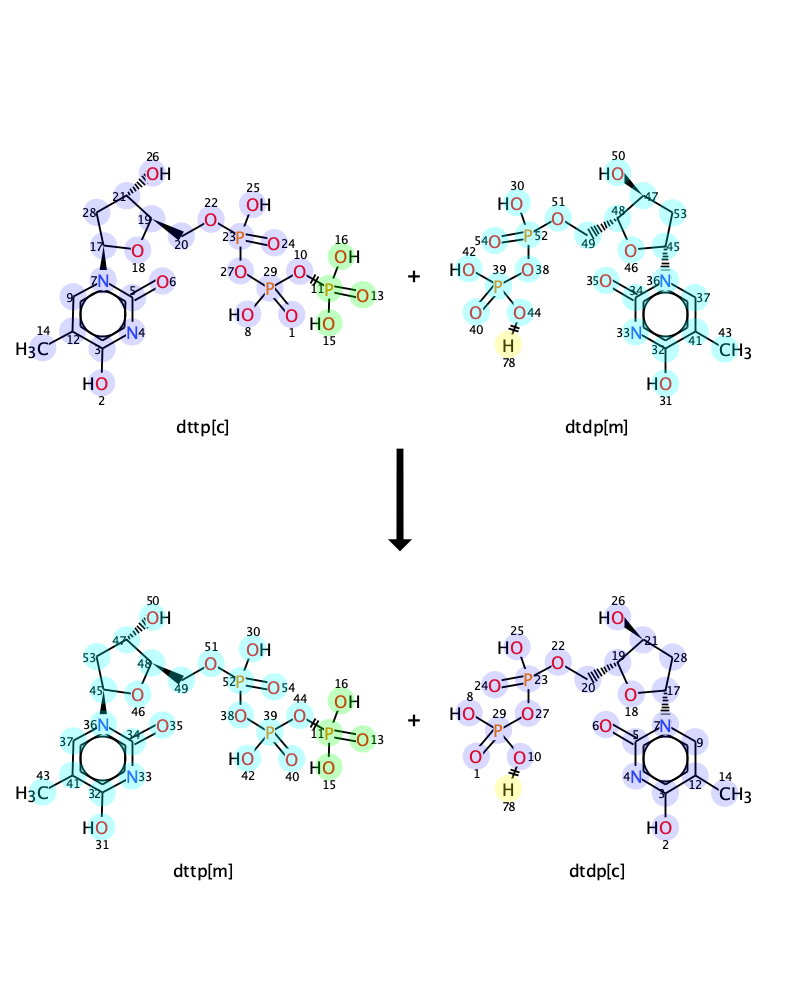 26
OH
21
28
25
22
OH
19
17
O
18
20
O
23
P
O
24
16
OH
27
O
29
P
10
O
11
P
O
13
7
N
5
O
6
9
HO
8
O
1
HO
15
14
H3C
12
N
4
3
HO
2
dttp[c]
+
50
HO
47
30
HO
51
O
48
53
54
O
P
52
49
O
46
45
42
HO
39
P
O
38
35
O
34
36
N
37
O
40
O
44
H
78
33
N
41
43
CH3
32
HO
31
dtdp[m]
50
OH
47
53
30
51
OH
48
45
O
46
49
O
52
P
O
54
16
OH
38
O
39
P
44
O
11
P
O
13
36
N
34
O
35
37
HO
42
O
40
HO
15
43
H3C
41
N
33
32
HO
31
dttp[m]
+
26
HO
21
25
HO
22
O
19
28
24
O
P
23
20
O
18
17
8
HO
29
P
O
27
6
O
5
7
N
9
O
1
O
10
H
78
4
N
12
14
CH3
3
HO
2
dtdp[c]